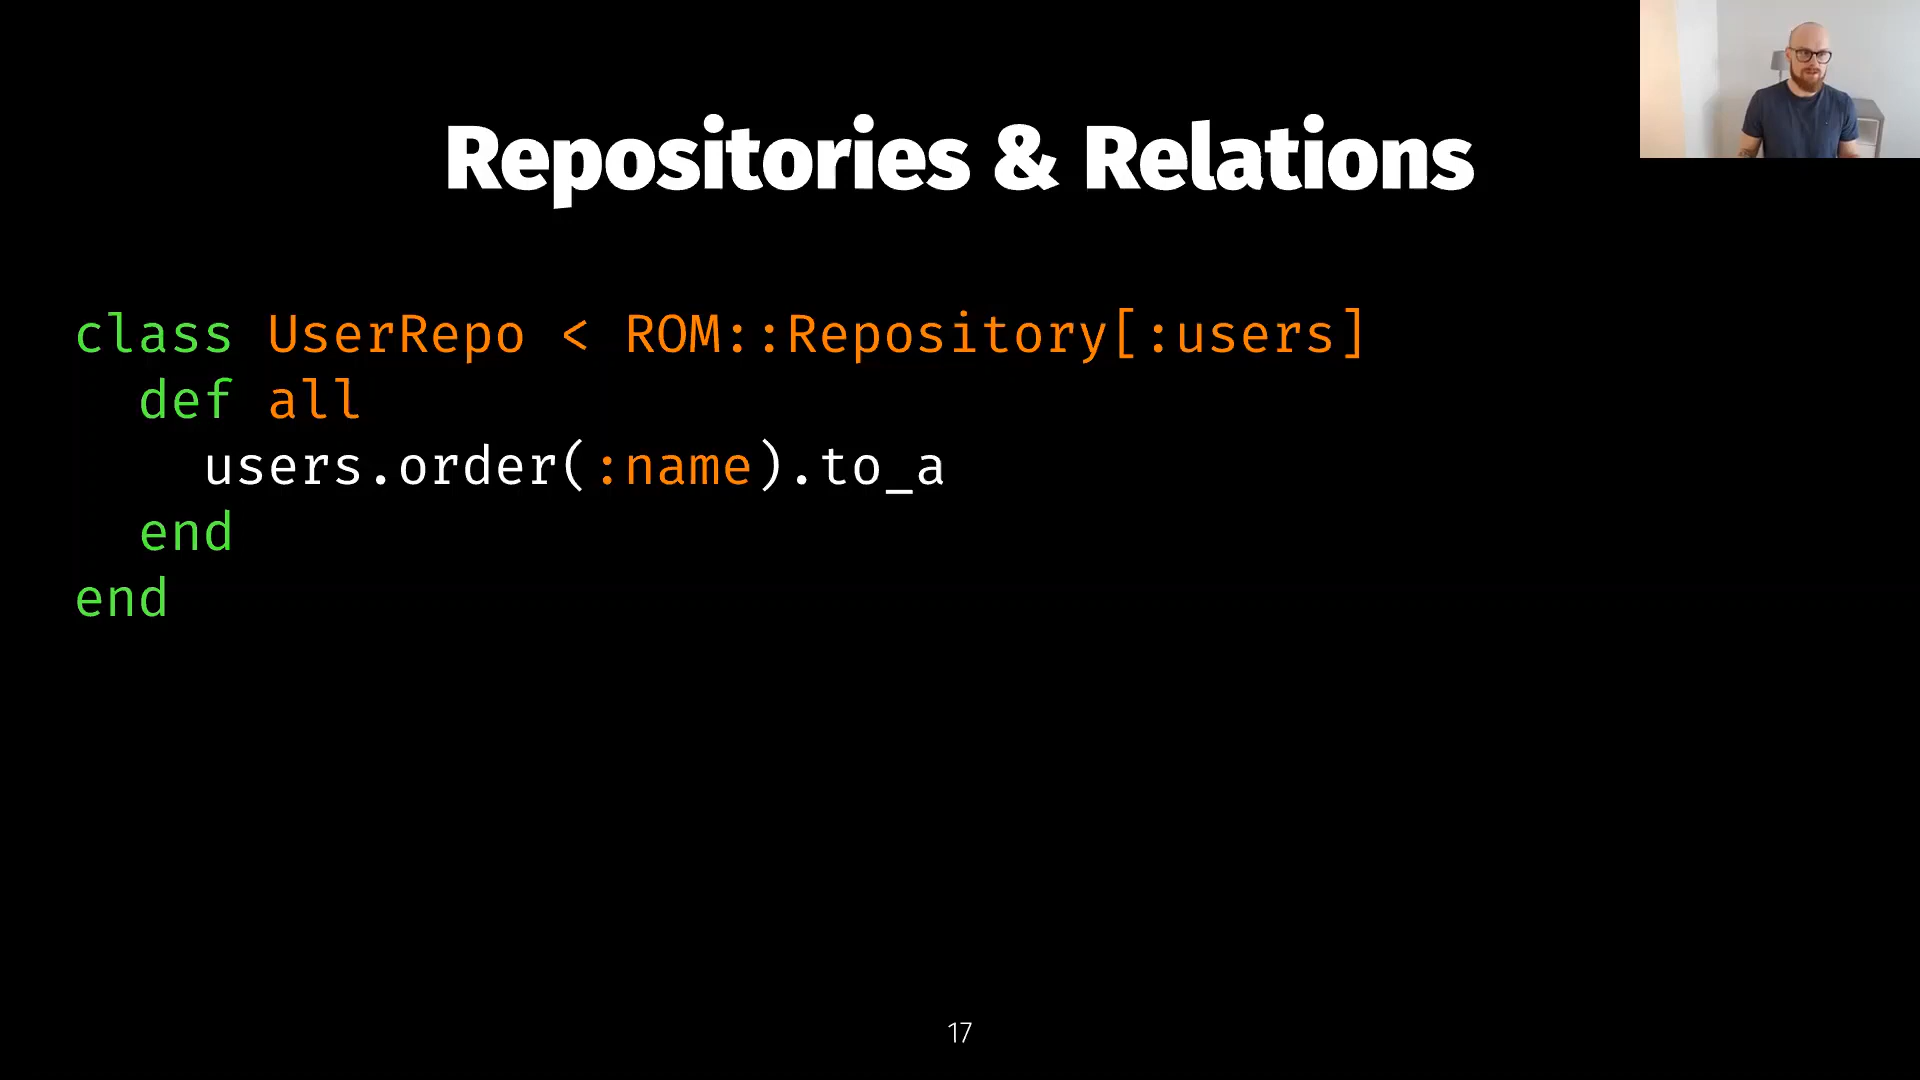 Repositories & Relations
class UserRepo < ROM::Repository[:users]
  def all
    users.order(:name).to_a
  end
end
17